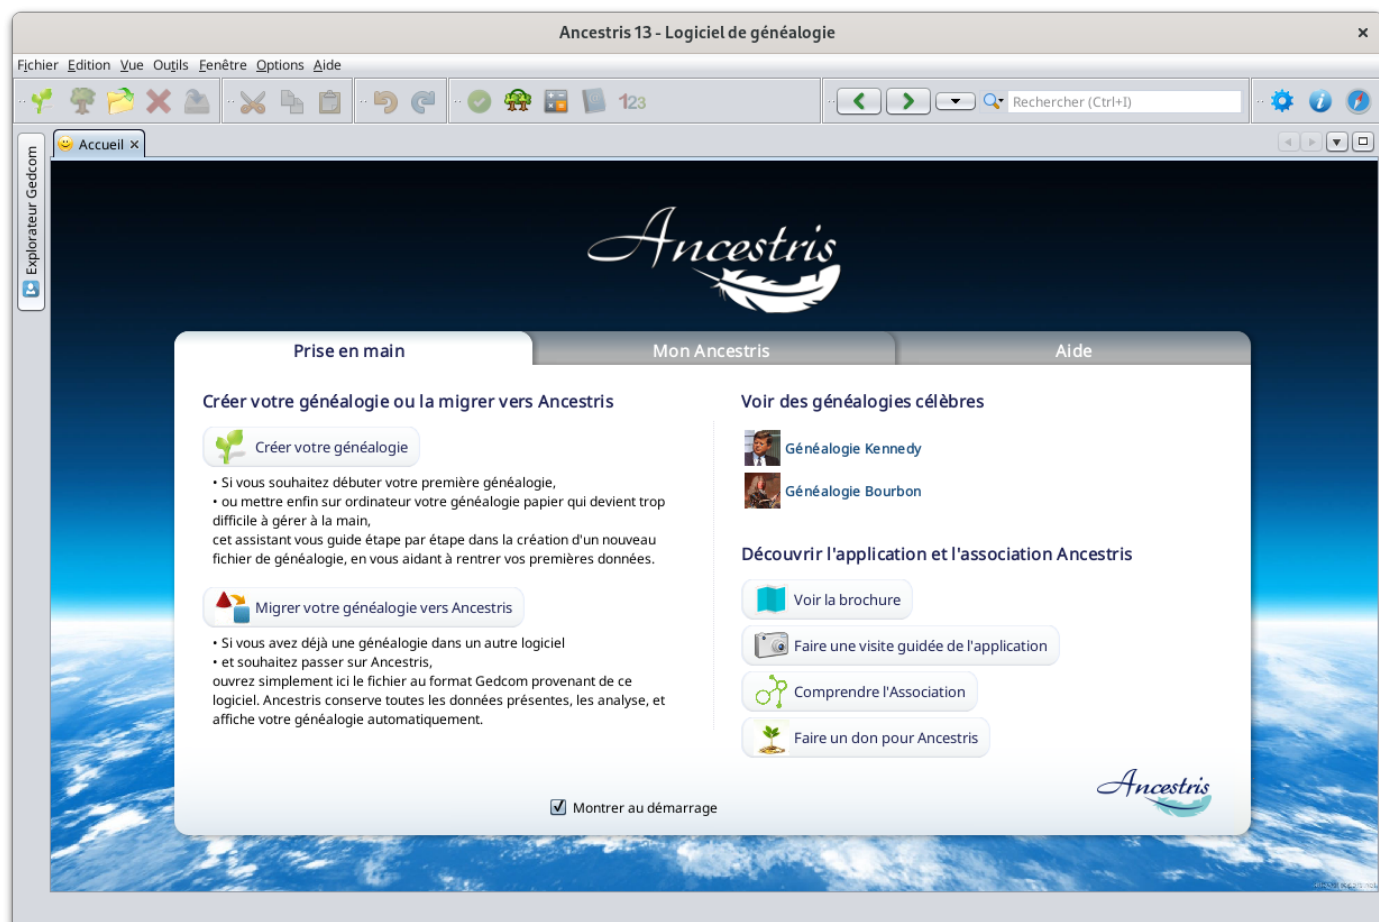 Ancestris 13 - Logiciel de généalogie
Fichier Edition Vue Outils Fenêtre Options Aide
123
Rechercher (Ctrl+I)
Accueil
Explorateur Gedcom
Ancestris
Prise en main
Mon Ancestris
Aide
Créer votre généalogie ou la migrer vers Ancestris
Créer votre généalogie
• Si vous souhaitez débuter votre première généalogie,
• ou mettre enfin sur ordinateur votre généalogie papier qui devient trop
difficile à gérer à la main,
cet assistant vous guide étape par étape dans la création d'un nouveau
fichier de généalogie, en vous aidant à rentrer vos premières données.
Migrer votre généalogie vers Ancestris
• Si vous avez déjà une généalogie dans un autre logiciel
• et souhaitez passer sur Ancestris,
ouvrez simplement ici le fichier au format Gedcom provenant de ce
logiciel. Ancestris conserve toutes les données présentes, les analyse, et
affiche votre généalogie automatiquement.
Voir des généalogies célèbres
Généalogie Kennedy
Généalogie Bourbon
Découvrir l'application et l'association Ancestris
Voir la brochure
Faire une visite guidée de l'application
Comprendre l'Association
Faire un don pour Ancestris
Ancestris
Montrer au démarrage